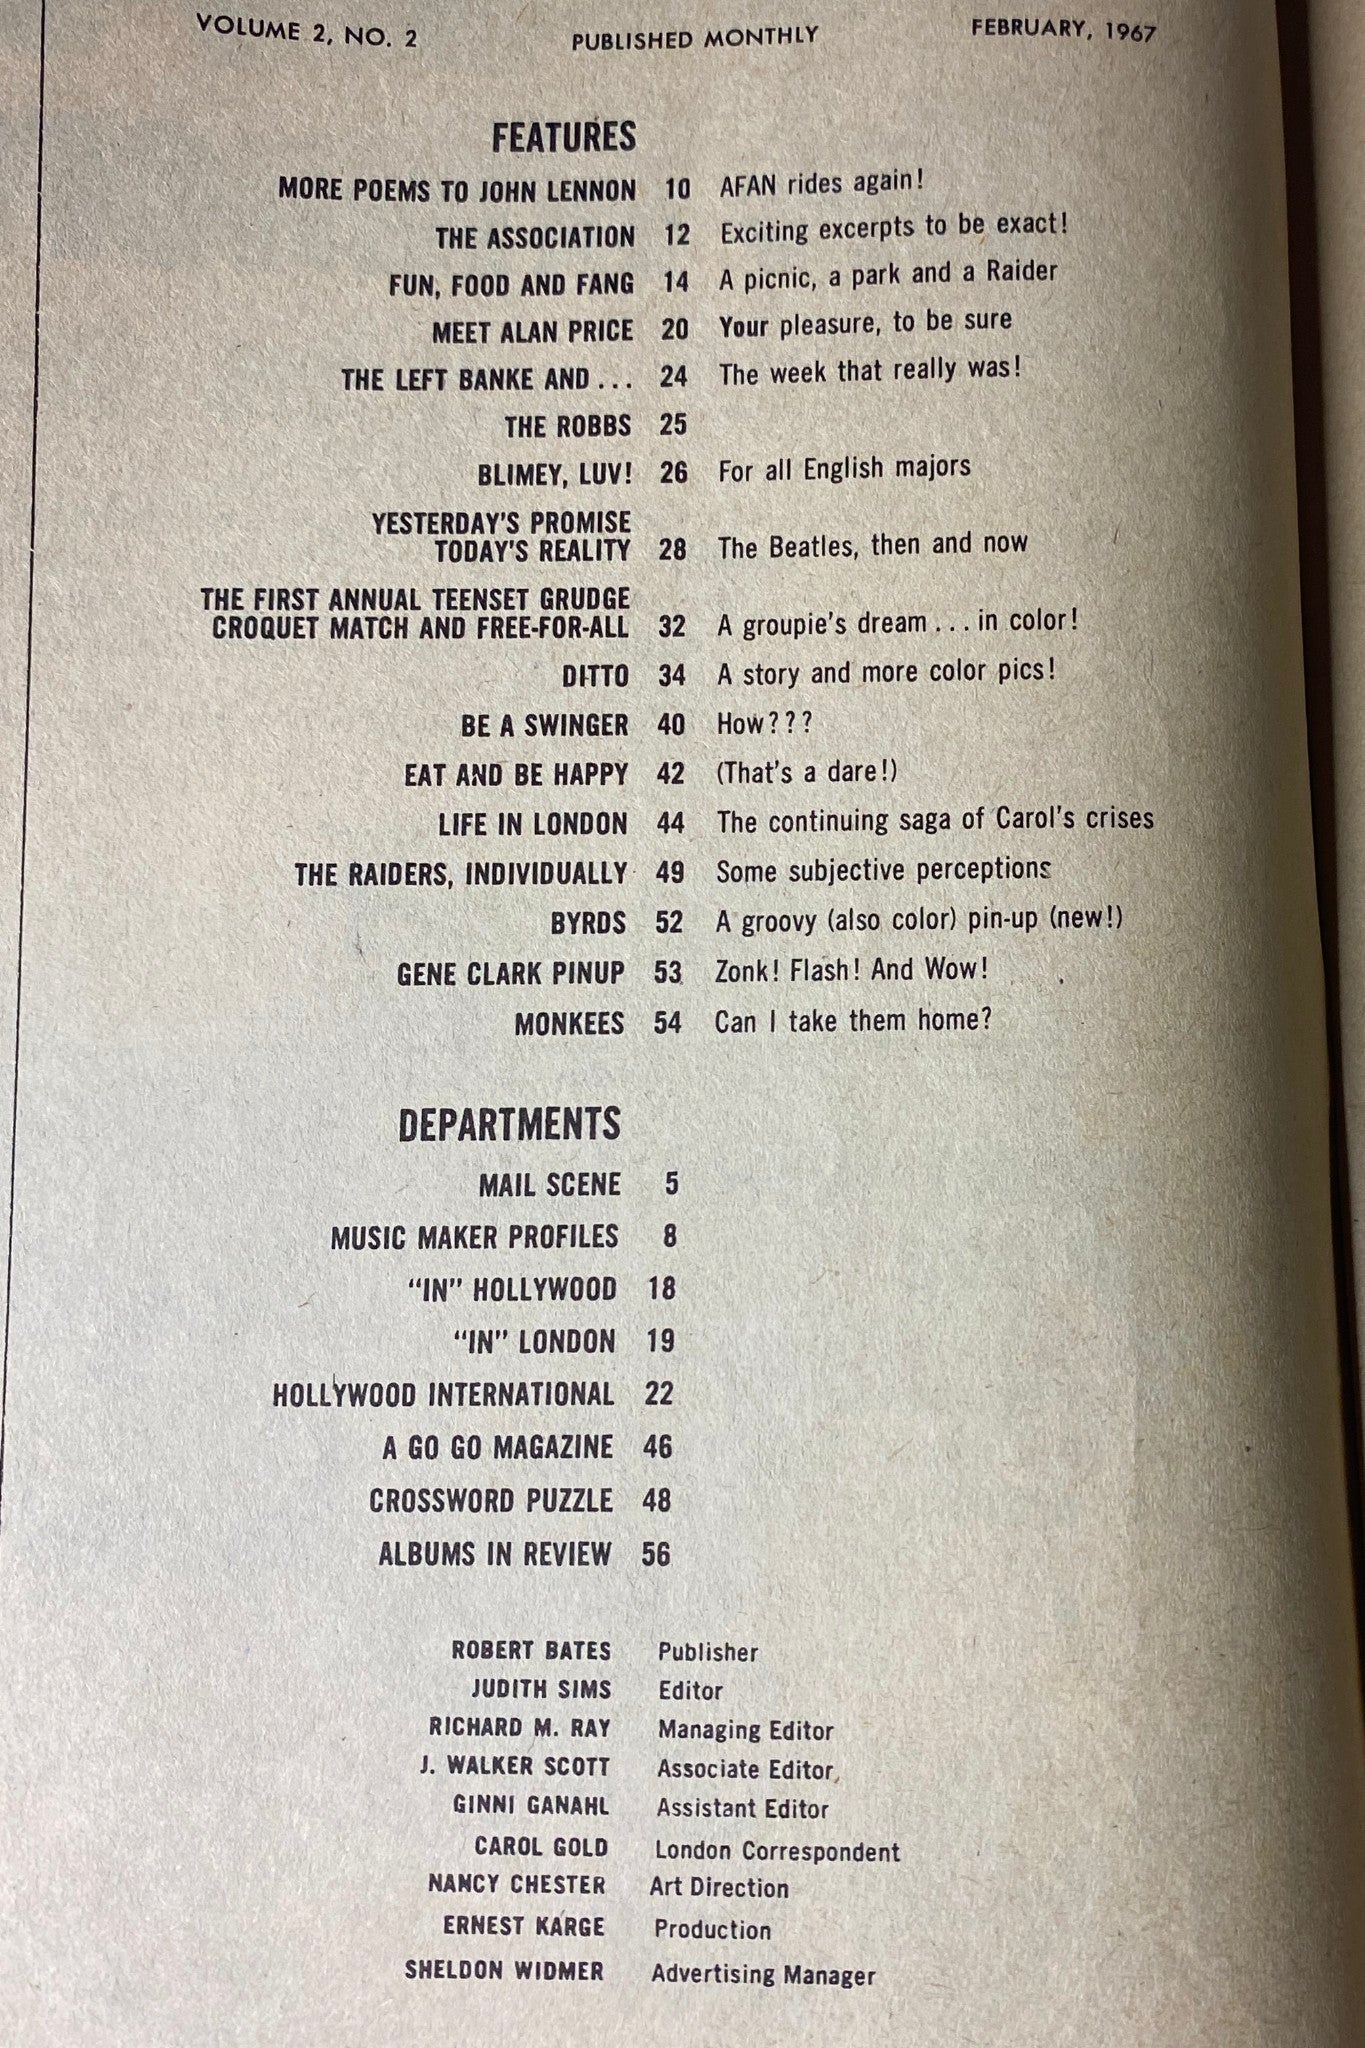 VOLUME 2, NO. 2 PUBLISHED MONTHLY FEBRUARY, 1967
FEATURES
MORE POEMS TO JOHN LENNON 10 AFAN rides again!
THE ASSOCIATION 12 Exciting excerpts to be exact!
FUN, FOOD AND FANG 14 A picnic, a park and a Raider
MEET ALAN PRICE 20 Your pleasure, to be sure
THE LEFT BANKE AND... 24 The week that really was!
THE ROBBS 25
BLIMEY, LUV! 26 For all English majors
YESTERDAY'S PROMISE
TODAY'S REALITY 28 The Beatles, then and now
THE FIRST ANNUAL TEENSET GRUDGE
CROQUET MATCH AND FREE-FOR-ALL 32 A groupie's dream...in color!
DITTO 34 A story and more color pics!
BE A SWINGER 40 How???
EAT AND BE HAPPY 42 (That's a dare!)
LIFE IN LONDON 44 The continuing saga of Carol's crises
THE RAIDERS, INDIVIDUALLY 49 Some subjective perceptions
BYRDS 52 A groovy (also color) pin-up (new!)
GENE CLARK PINUP 53 Zonk! Flash! And Wow!
MONKEES 54 Can I take them home?
DEPARTMENTS
MAIL SCENE 5
MUSIC MAKER PROFILES 8
"IN" HOLLYWOOD 18
"IN" LONDON 19
HOLLYWOOD INTERNATIONAL 22
A GO GO MAGAZINE 46
CROSSWORD PUZZLE 48
ALBUMS IN REVIEW 56
ROBERT BATES Publisher
JUDITH SIMS Editor
RICHARD M. RAY Managing Editor
J. WALKER SCOTT Associate Editor
GINNI GANAHL Assistant Editor
CAROL GOLD London Correspondent
NANCY CHESTER Art Direction
ERNEST KARGE Production
SHELDON WIDMER Advertising Manager